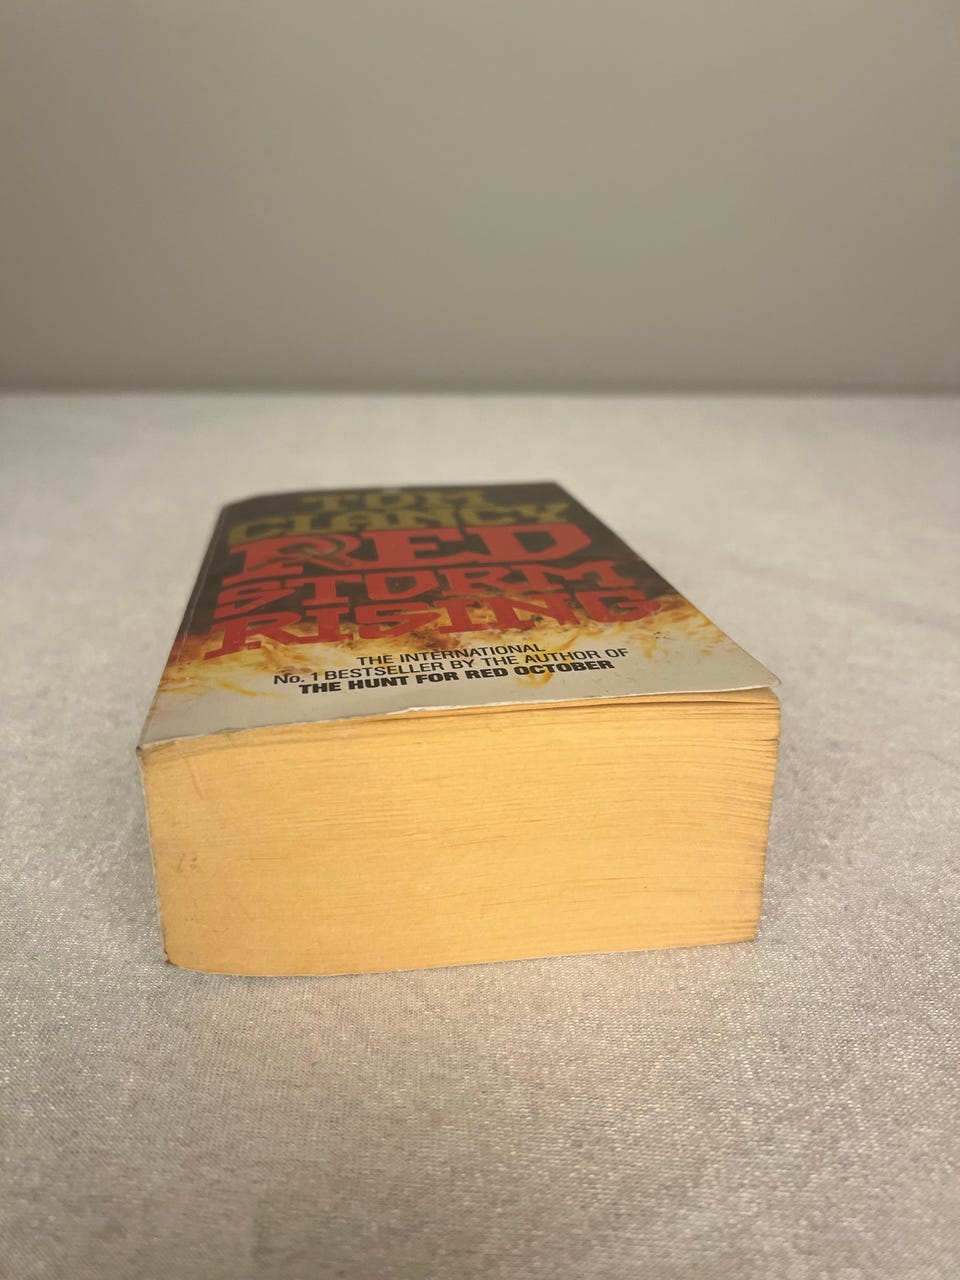 TOM
CLANCY
RED
STORM
RISING
THE INTERNATIONAL
No. 1 BESTSELLER BY THE AUTHOR OF
THE HUNT FOR RED OCTOBER